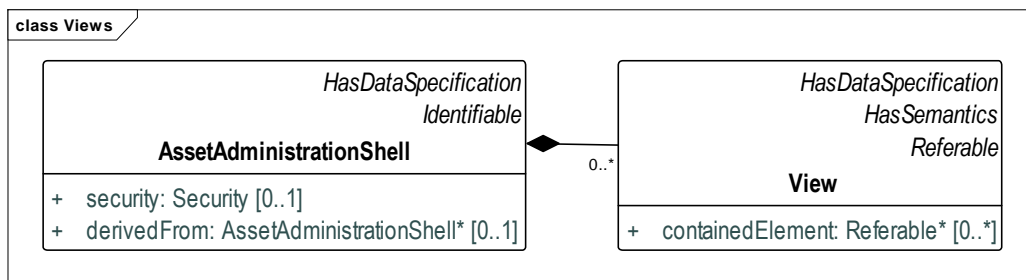 class Views
HasDataSpecification
Identifiable
AssetAdministrationShell
+ security: Security [0..1]
+ derivedFrom: AssetAdministrationShell* [0..1]
0..*
HasDataSpecification
HasSemantics
Referable
View
+ containedElement: Referable* [0..*]